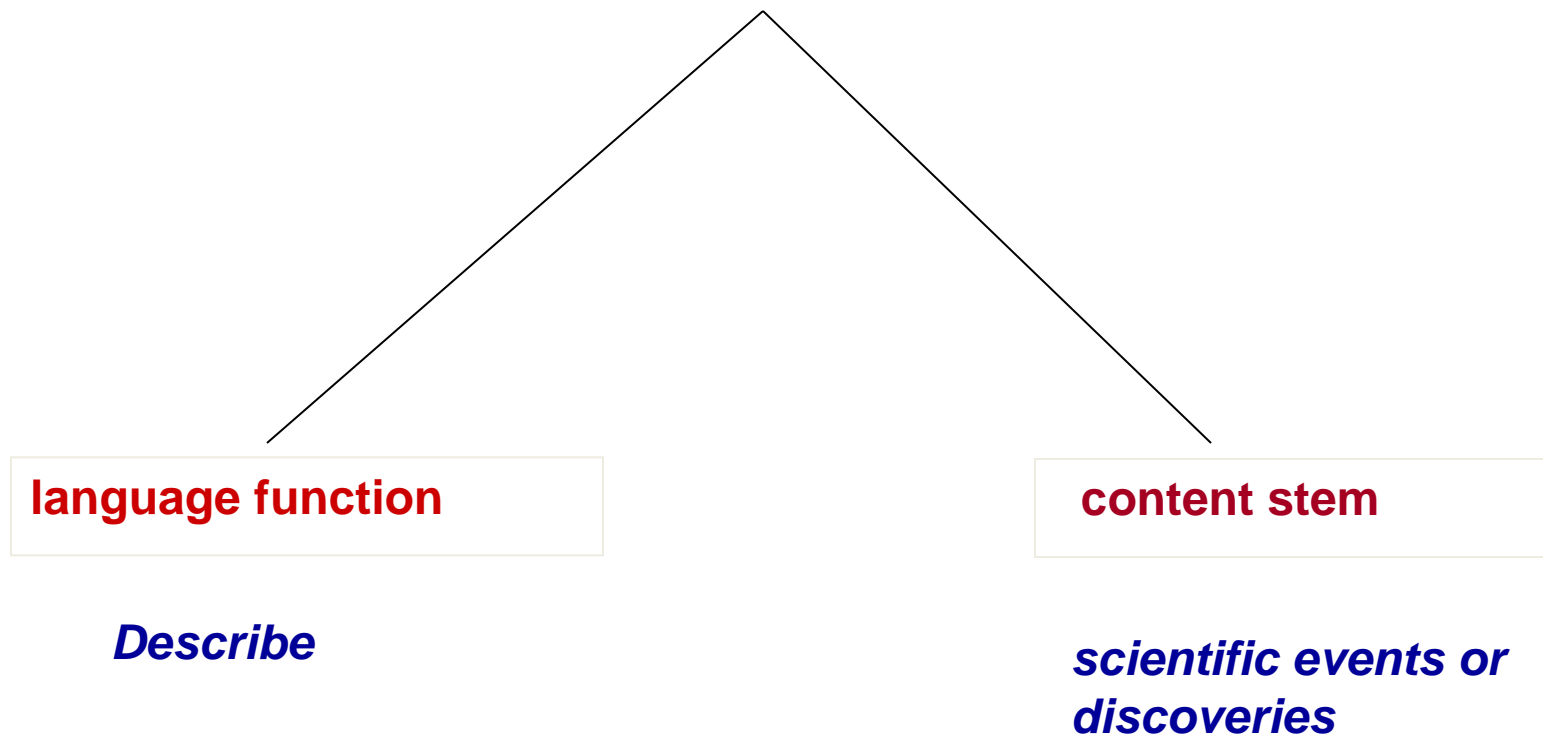 language function
content stem
Describe
scientific events or
discoveries